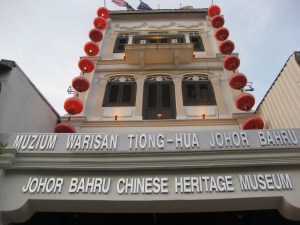 MUZIUM WARISAN TIONG-HUA JOHOR BAHRU
JOHOR BAHRU CHINESE HERITAGE MUSEUM